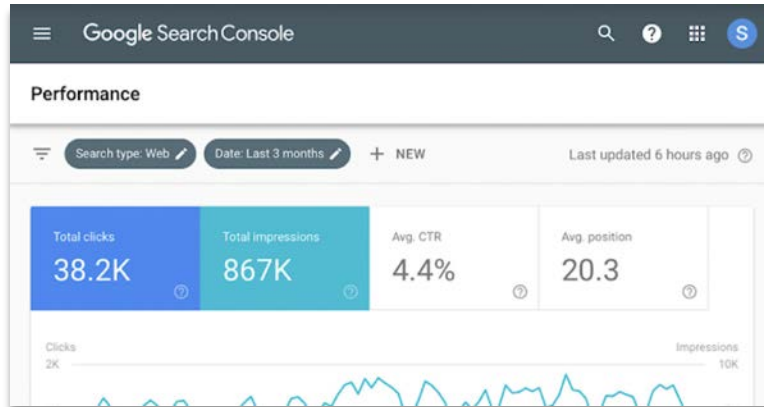 Google Search Console
S
Performance
Search type: Web
Date: Last 3 months
+ NEW
Last updated 6 hours ago
Total clicks
38.2K
Total impressions
867K
Avg. CTR
4.4%
Avg. position
20.3
Clicks
2K
Impressions
10K